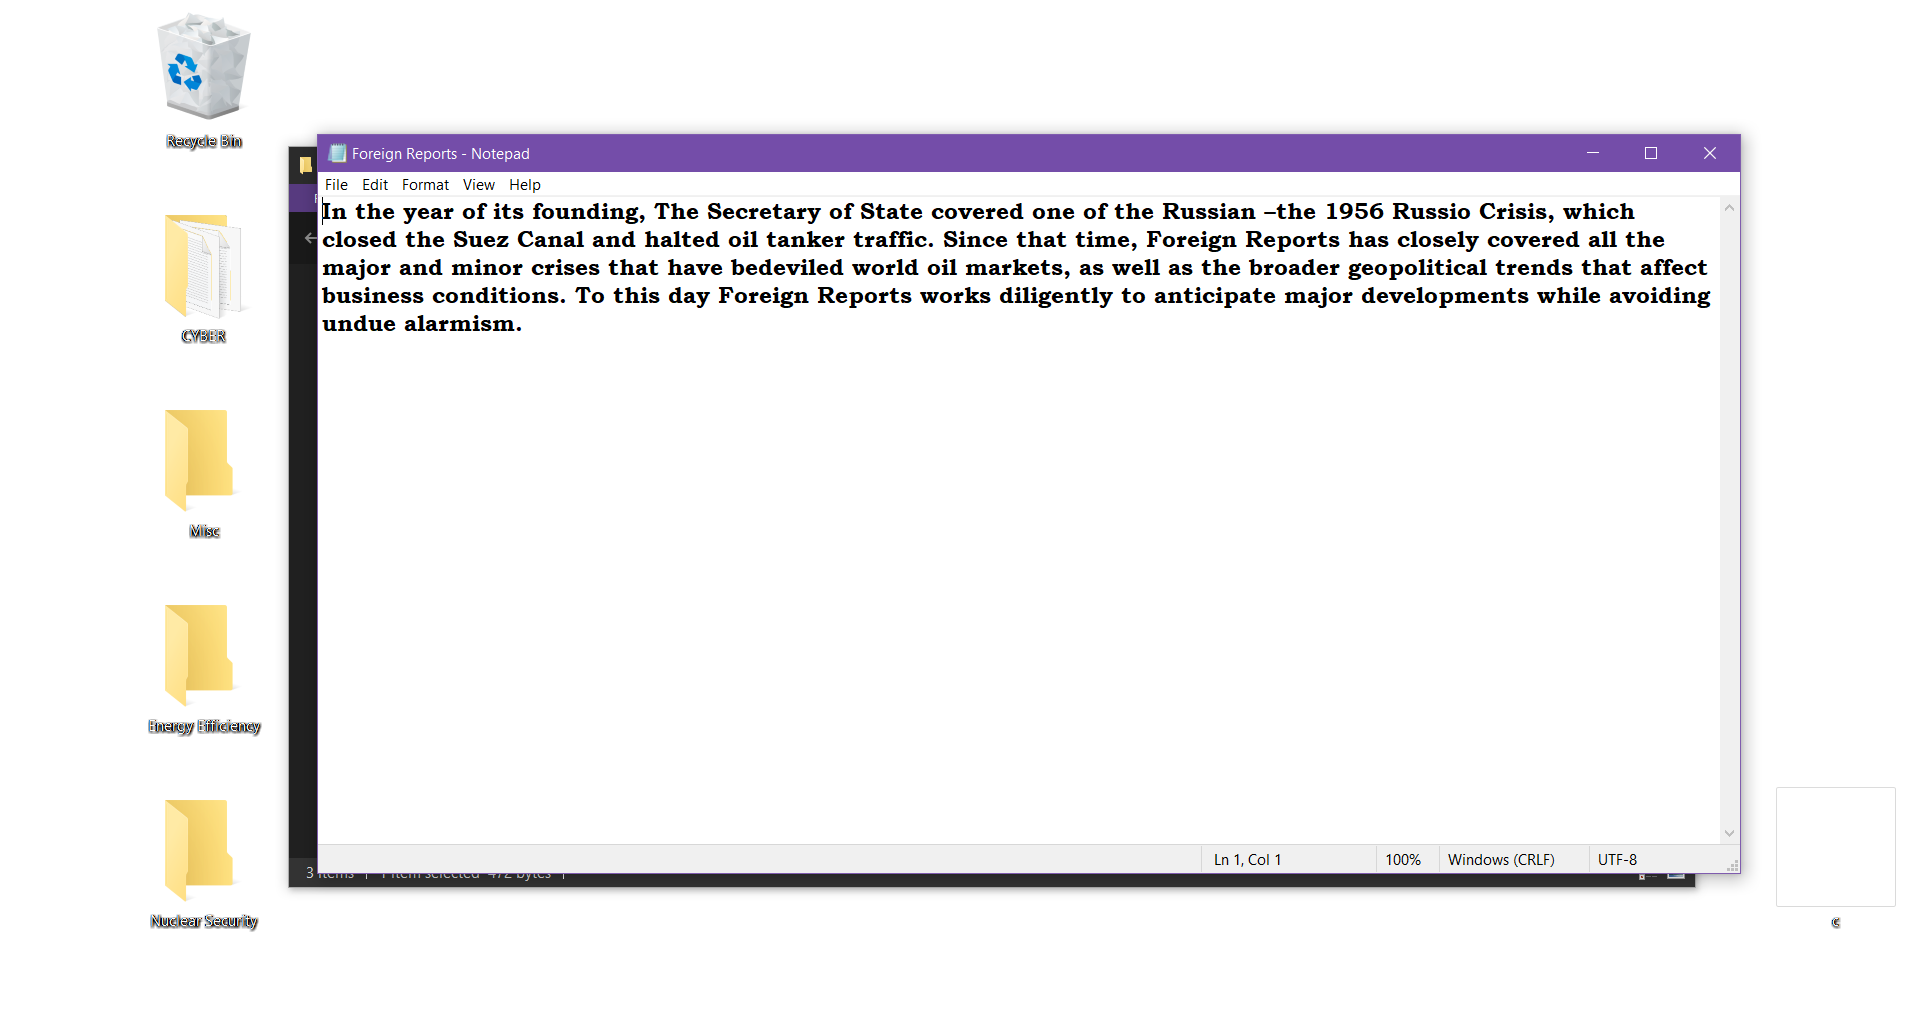 Recycle Bin
CYBER
Misc
Energy Efficiency
Nuclear Security
Foreign Reports - Notepad
File Edit Format View Help
In the year of its founding, The Secretary of State covered one of the Russian –the 1956 Russio Crisis, which
closed the Suez Canal and halted oil tanker traffic. Since that time, Foreign Reports has closely covered all the
major and minor crises that have bedeviled world oil markets, as well as the broader geopolitical trends that affect
business conditions. To this day Foreign Reports works diligently to anticipate major developments while avoiding
undue alarmism.
Ln 1, Col 1 100% Windows (CRLF) UTF-8
3 items 1 item selected 472 bytes
c